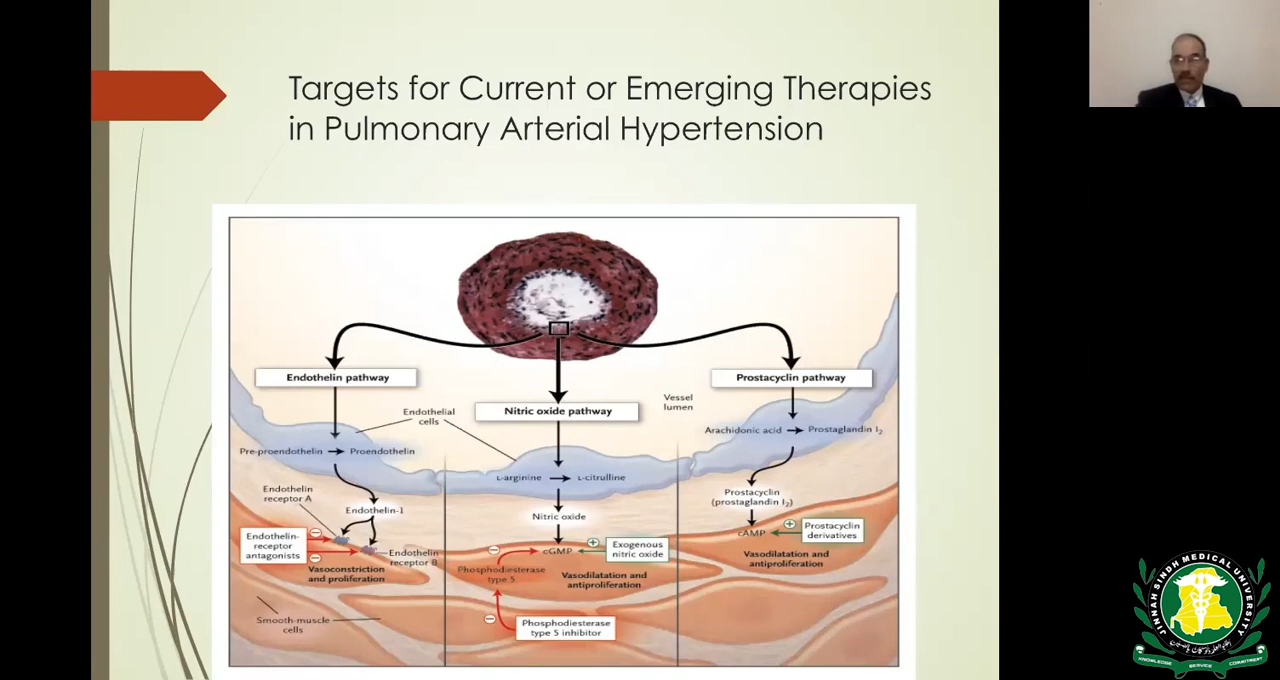 Targets for Current or Emerging Therapies
in Pulmonary Arterial Hypertension
Endothelin pathway
Nitric oxide pathway
Prostacyclin pathway
Vessel
lumen
Endothelial
cells
Arachidonic acid
Prostaglandin I₂
Pre-proendothelin
Proendothelin
L-arginine
L-citrulline
Endothelin
receptor A
Endothelin-1
Nitric oxide
Prostacyclin
(prostaglandin I₂)
Endothelin-
receptor
antagonists
Endothelin
receptor B
Vasoconstriction
and proliferation
cGMP
Exogenous
nitric oxide
Phosphodiesterase
type 5
Vasodilatation and
antiproliferation
cAMP
Prostacyclin
derivatives
Vasodilatation and
antiproliferation
Smooth-muscle
cells
Phosphodiesterase
type 5 inhibitor
JINNAH SINDH MEDICAL UNIVERSITY
KNOWLEDGE SERVICE COMMITMENT